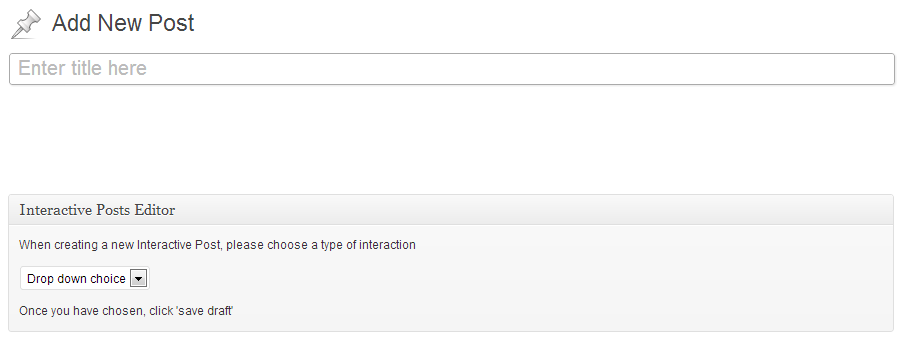 Add New Post
Enter title here
Interactive Posts Editor
When creating a new Interactive Post, please choose a type of interaction
Drop down choice
Once you have chosen, click 'save draft'